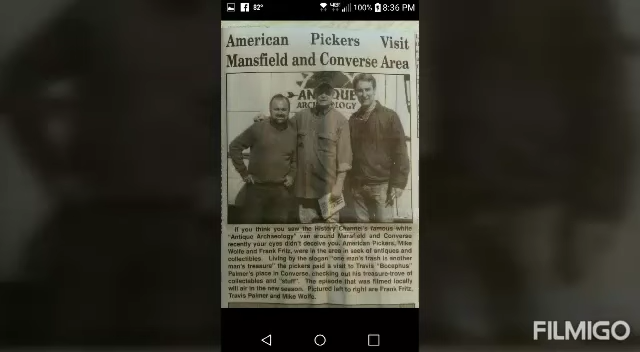 82° 100% 8:36 PM
American Pickers Visit
Mansfield and Converse Area
ANTIQUE
ARCHAEOLOGY
If you think you saw the History Channel's famous white
"Antique Archaeology" van around Mansfield and Converse
recently your eyes didn't deceive you. American Pickers, Mike
Wolfe and Frank Fritz, were in the area in seek of antiques and
collectibles. Living by the slogan "one man's trash is another
man's treasure" the pickers paid a visit to Travis "Bocephus"
Palmer's place in Converse, checking out his treasure-trove of
collectables and "stuff". The episode that was filmed locally
will air in the new season. Pictured left to right are Frank Fritz,
Travis Palmer and Mike Wolfe.
FILMIGO